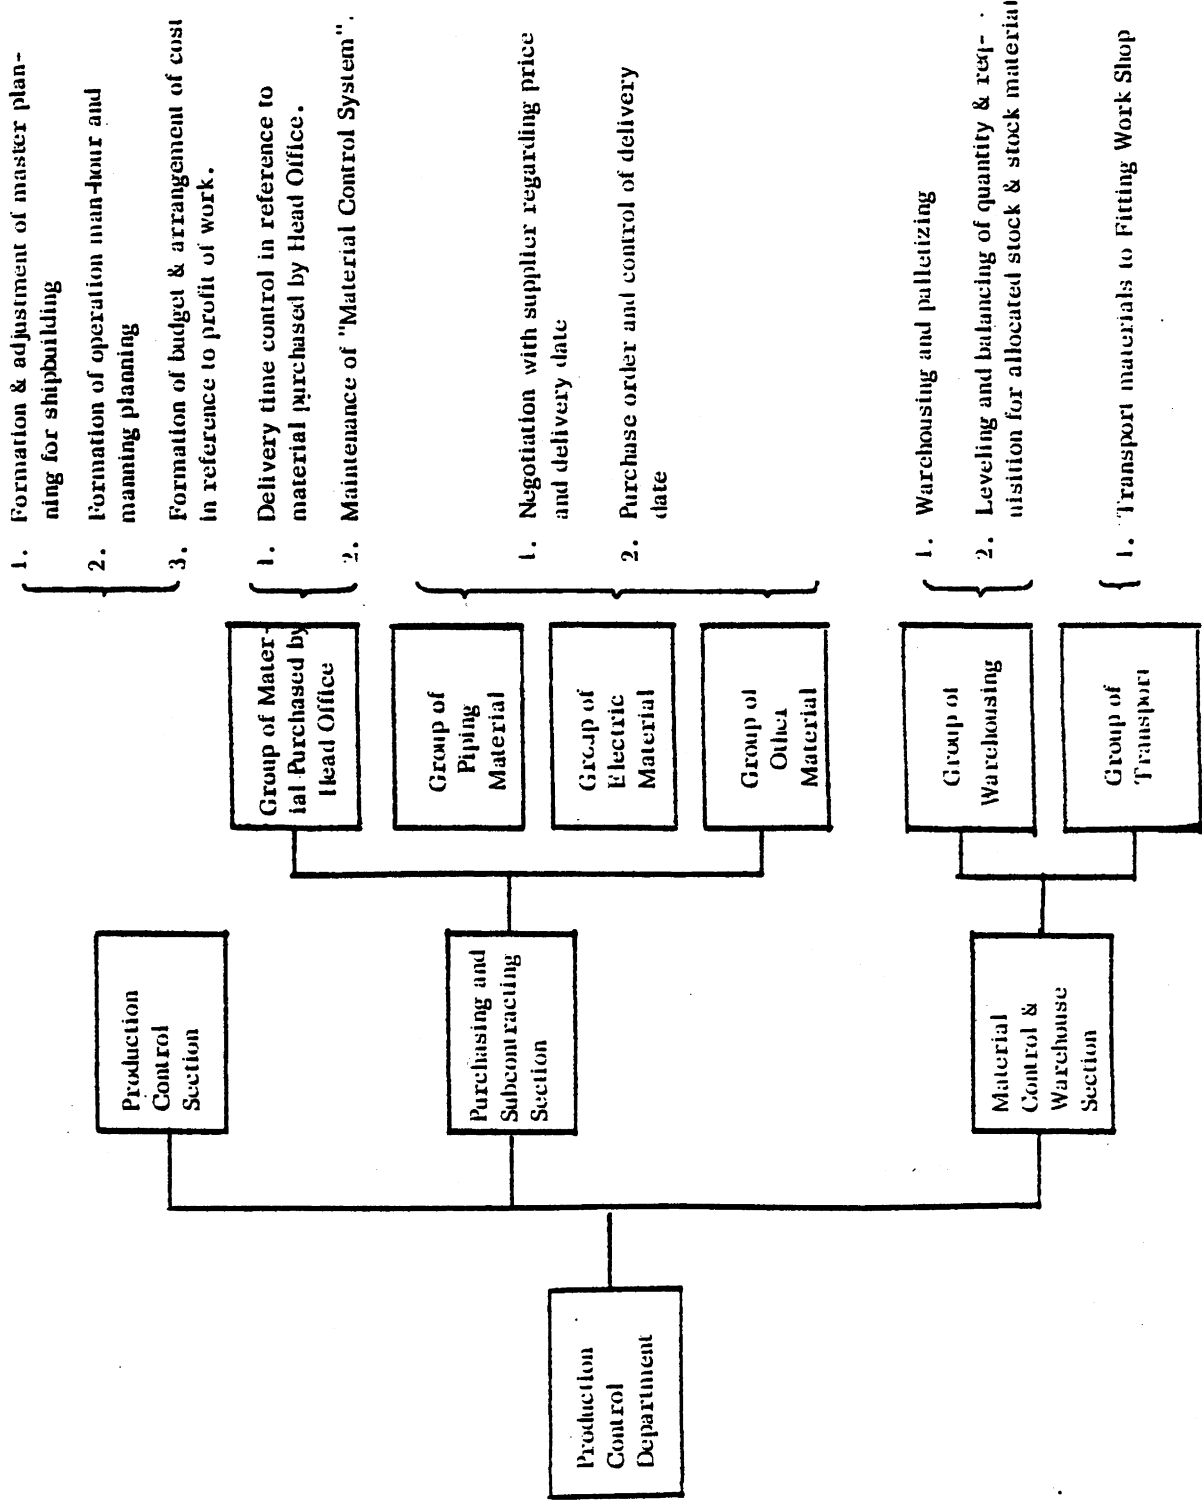 Production
Control
Department
Production
Control
Section
Purchasing and
Subcontracting
Section
Material
Control &
Warehouse
Section
Group of Mater-
ial Purchased by
Head Office
Group of
Piping
Material
Group of
Electric
Material
Group of
Other
Material
Group of
Warehousing
Group of
Transport
1. Formation & adjustment of master plan-
ning for shipbuilding
2. Formation of operation man-hour and
manning planning
3. Formation of budget & arrangement of cost
in reference to profit of work.
1. Delivery time control in reference to
material purchased by Head Office.
2. Maintenance of "Material Control System".
1. Negotiation with supplier regarding price
and delivery date
2. Purchase order and control of delivery
date
1. Warehousing and palletizing
2. Leveling and balancing of quantity & req-
uisition for allocated stock & stock material
1. Transport materials to Fitting Work Shop